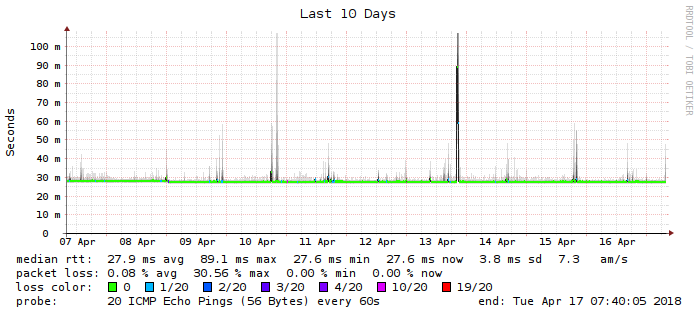 Last 10 Days
RRDTOOL / TOBI OETIKER
Seconds
100 m
90 m
80 m
70 m
60 m
50 m
40 m
30 m
20 m
10 m
0
07 Apr 08 Apr 09 Apr 10 Apr 11 Apr 12 Apr 13 Apr 14 Apr 15 Apr 16 Apr
median rtt: 27.9 ms avg 89.1 ms max 27.6 ms min 27.6 ms now 3.8 ms sd 7.3 am/s
packet loss: 0.08 % avg 30.56 % max 0.00 % min 0.00 % now
loss color: 0 1/20 2/20 3/20 4/20 10/20 19/20
probe: 20 ICMP Echo Pings (56 Bytes) every 60s end: Tue Apr 17 07:40:05 2018